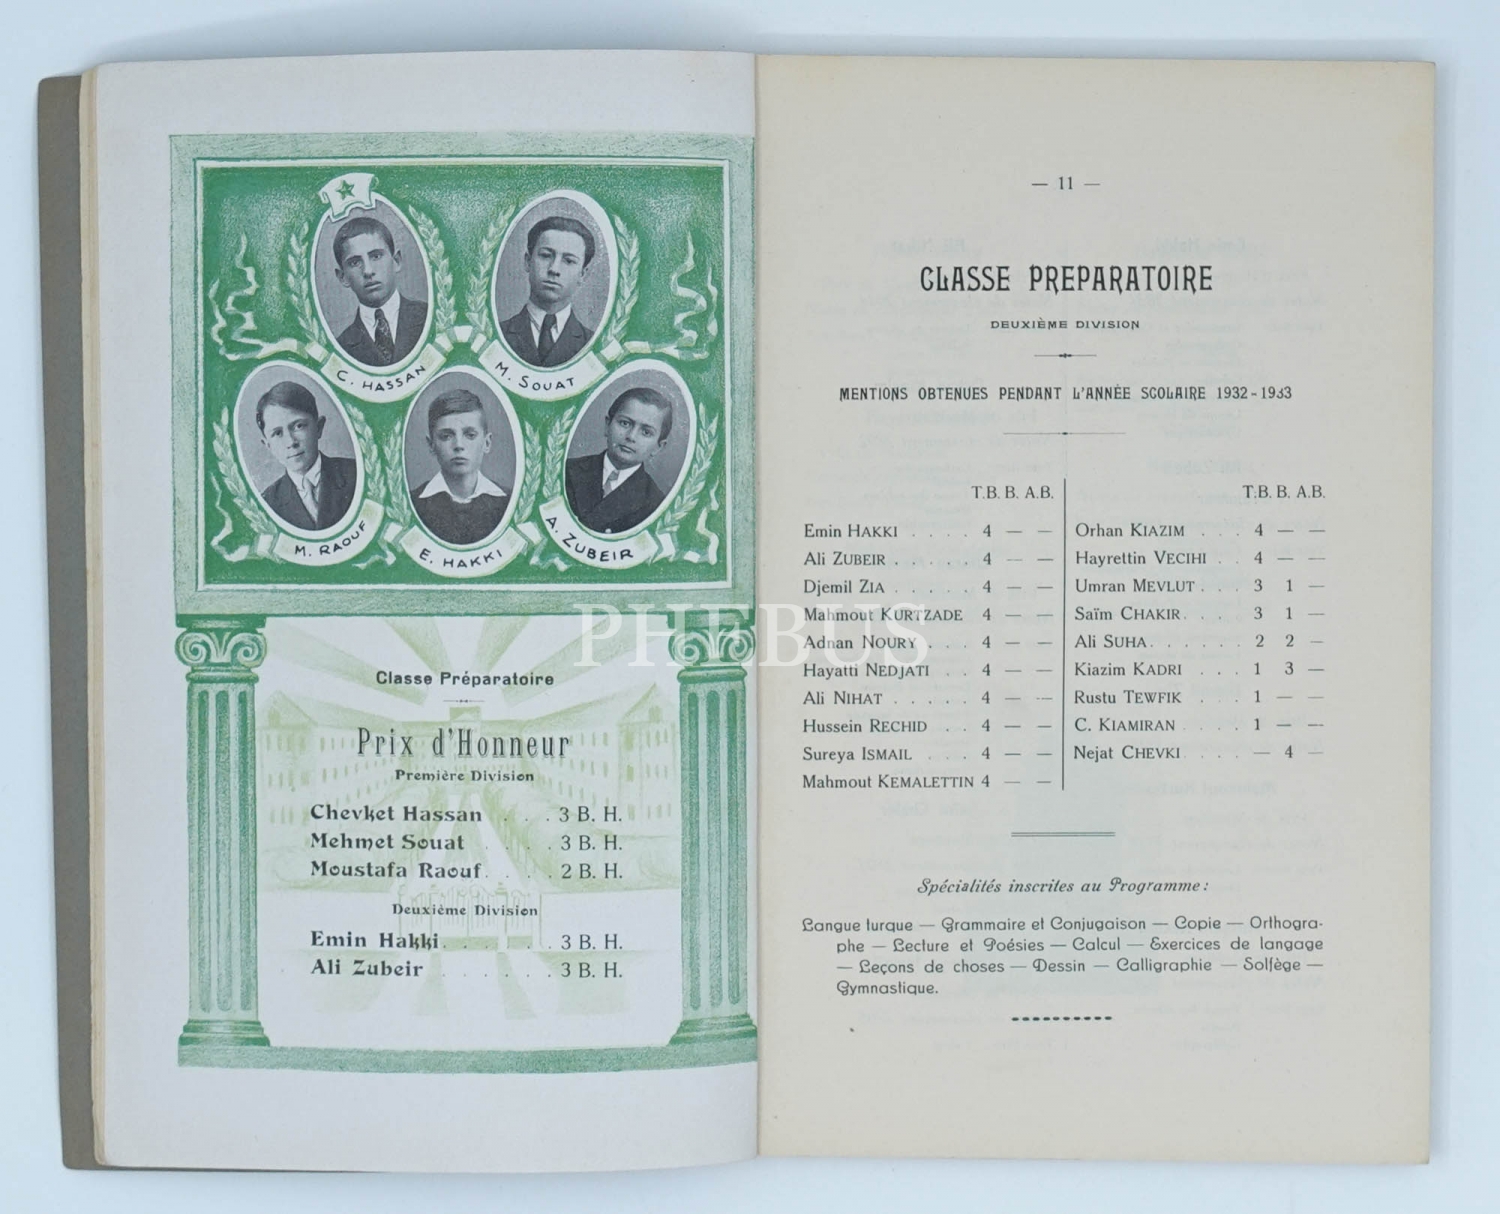 C. HASSAN
M. SOUAT
M. RAOUF
E. HAKKI
A. ZUBEIR
Classe Préparatoire
Prix d'Honneur
Première Division
Chevket Hassan . . . 3 B. H.
Mehmet Souat . . . . 3 B. H.
Moustafa Raouf . . . . 2 B. H.
Deuxième Division
Emin Hakki . . . . . . 3 B. H.
Ali Zubeir . . . . . . 3 B. H.
— 11 —
CLASSE PREPARATOIRE
DEUXIÈME DIVISION
MENTIONS OBTENUES PENDANT L'ANNÉE SCOLAIRE 1932-1933
T.B. B. A.B.
Emin HAKKI . . . . 4 — —
Ali ZUBEIR . . . . . 4 — —
Djemil ZIA . . . . . 4 — —
Mahmout KURTZADE 4 — —
Adnan NOURY . . . 4 — —
Hayatti NEDJATI . . 4 — —
Ali NIHAT . . . . . 4 — —
Hussein RECHID . . 4 — —
Sureya ISMAIL . . . 4 — —
Mahmout KEMALETTIN 4 — —
T.B. B. A.B.
Orhan KIAZIM . . . 4 — —
Hayrettin VECIHI . . 4 — —
Umran MEVLUT . . . 3 1 —
Saïm CHAKIR . . . 3 1 —
Ali SUHA . . . . . . 2 2 —
Kiazim KADRI . . . 1 3 —
Rustu TEWFIK . . . 1 — —
C. KIAMIRAN . . . . 1 — —
Nejat CHEVKI . . . . — 4 —
Spécialités inscrites au Programme :
Langue turque — Grammaire et Conjugaison — Copie — Orthogra-
phe — Lecture et Poésies — Calcul — Exercices de langage
— Leçons de choses — Dessin — Calligraphie — Solfège —
Gymnastique.
PHEBUS